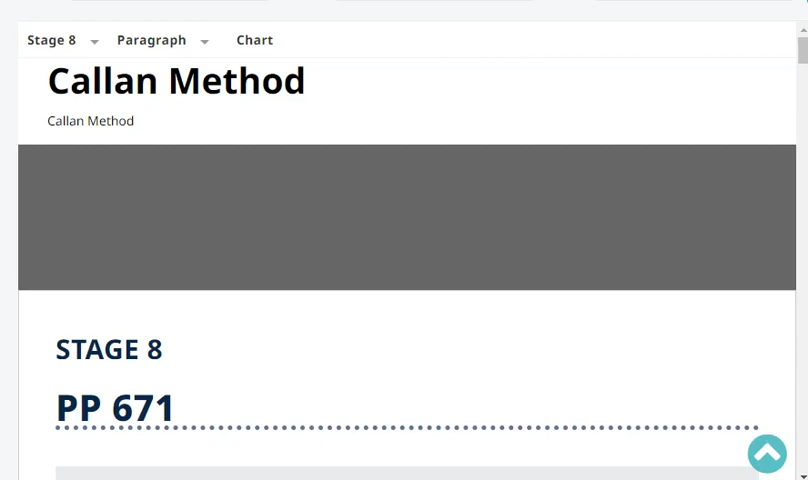 Stage 8 Paragraph Chart
Callan Method
Callan Method
STAGE 8
PP 671